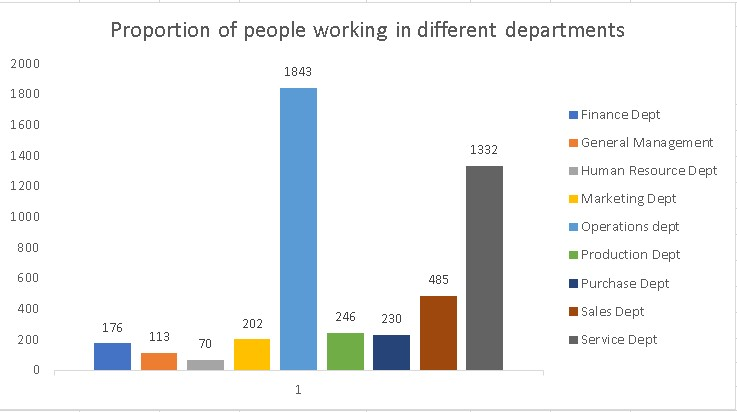 Proportion of people working in different departments
2000
1800
1600
1400
1200
1000
800
600
400
200
0
176
113
70
202
1843
246
230
485
1332
1
Finance Dept
General Management
Human Resource Dept
Marketing Dept
Operations dept
Production Dept
Purchase Dept
Sales Dept
Service Dept